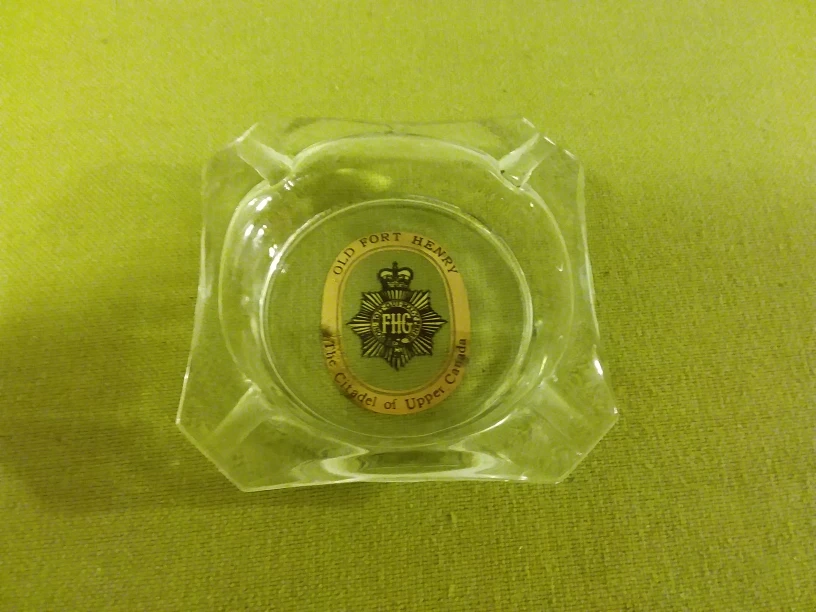 OLD FORT HENRY
FHG
The Citadel of Upper Canada